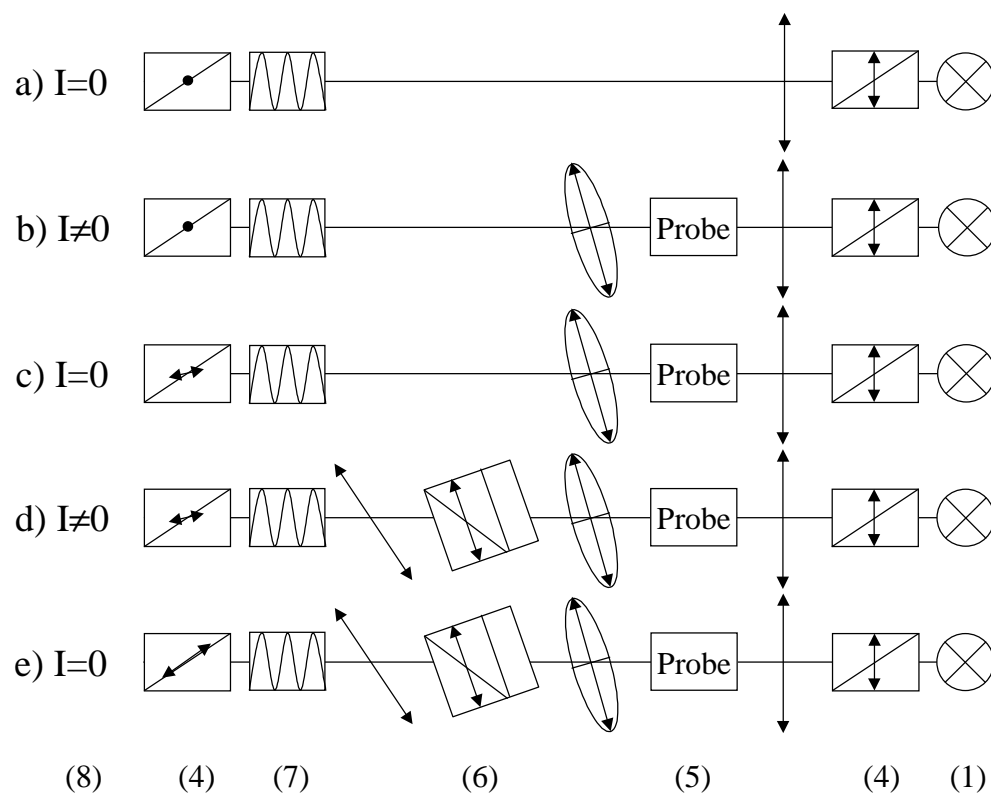 a) I=0
b) I≠0 Probe
c) I=0 Probe
d) I≠0 Probe
e) I=0 Probe
(8) (4) (7) (6) (5) (4) (1)